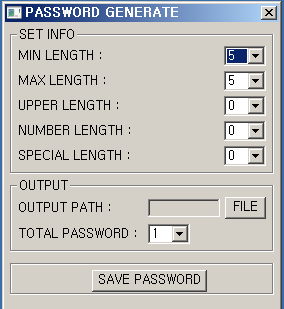 PASSWORD GENERATE
SET INFO
MIN LENGTH : 5
MAX LENGTH : 5
UPPER LENGTH : 0
NUMBER LENGTH : 0
SPECIAL LENGTH : 0
OUTPUT
OUTPUT PATH : FILE
TOTAL PASSWORD : 1
SAVE PASSWORD